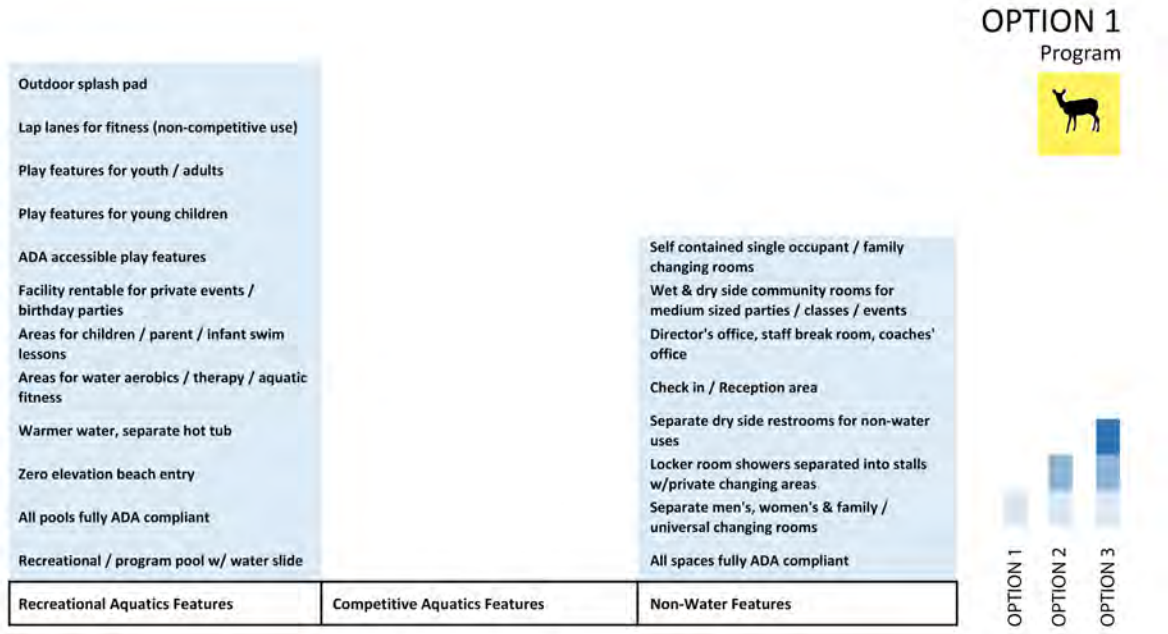 OPTION 1
Program
Outdoor splash pad
Lap lanes for fitness (non-competitive use)
Play features for youth / adults
Play features for young children
ADA accessible play features
Facility rentable for private events /
birthday parties
Areas for children / parent / infant swim
lessons
Areas for water aerobics / therapy / aquatic
fitness
Warmer water, separate hot tub
Zero elevation beach entry
All pools fully ADA compliant
Recreational / program pool w/ water slide
Recreational Aquatics Features
Competitive Aquatics Features
Self contained single occupant / family
changing rooms
Wet & dry side community rooms for
medium sized parties / classes / events
Director's office, staff break room, coaches'
office
Check in / Reception area
Separate dry side restrooms for non-water
uses
Locker room showers separated into stalls
w/private changing areas
Separate men's, women's & family /
universal changing rooms
All spaces fully ADA compliant
Non-Water Features
OPTION 1
OPTION 2
OPTION 3